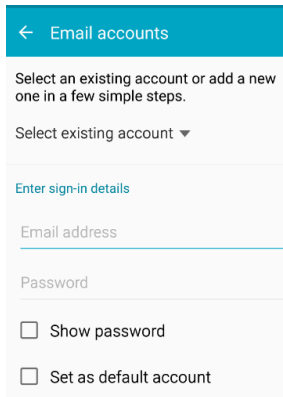 Email accounts
Select an existing account or add a new
one in a few simple steps.
Select existing account
Enter sign-in details
Email address
Password
Show password
Set as default account